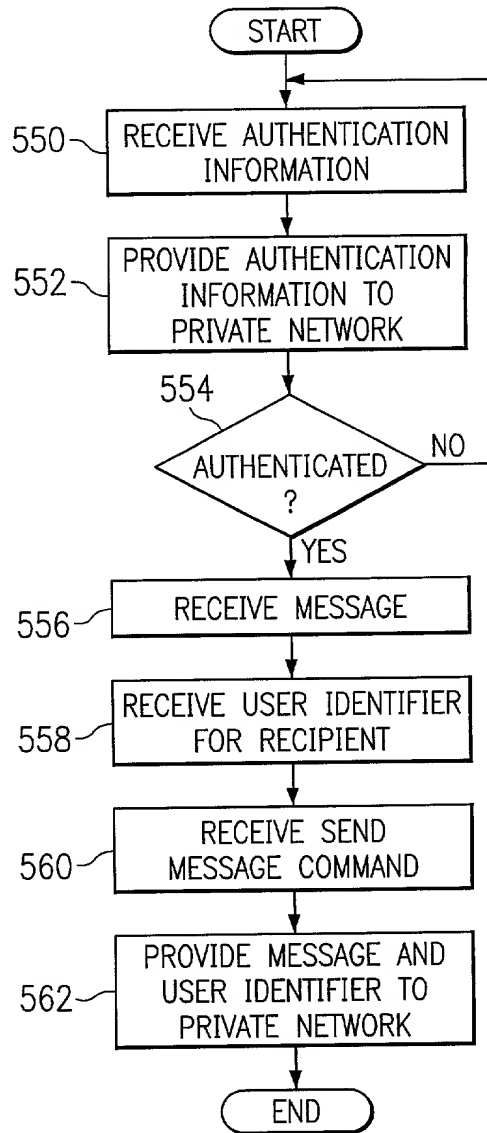 START
550
RECEIVE AUTHENTICATION
INFORMATION
552
PROVIDE AUTHENTICATION
INFORMATION TO
PRIVATE NETWORK
554
AUTHENTICATED
?
NO
YES
556
RECEIVE MESSAGE
558
RECEIVE USER IDENTIFIER
FOR RECIPIENT
560
RECEIVE SEND
MESSAGE COMMAND
562
PROVIDE MESSAGE AND
USER IDENTIFIER TO
PRIVATE NETWORK
END